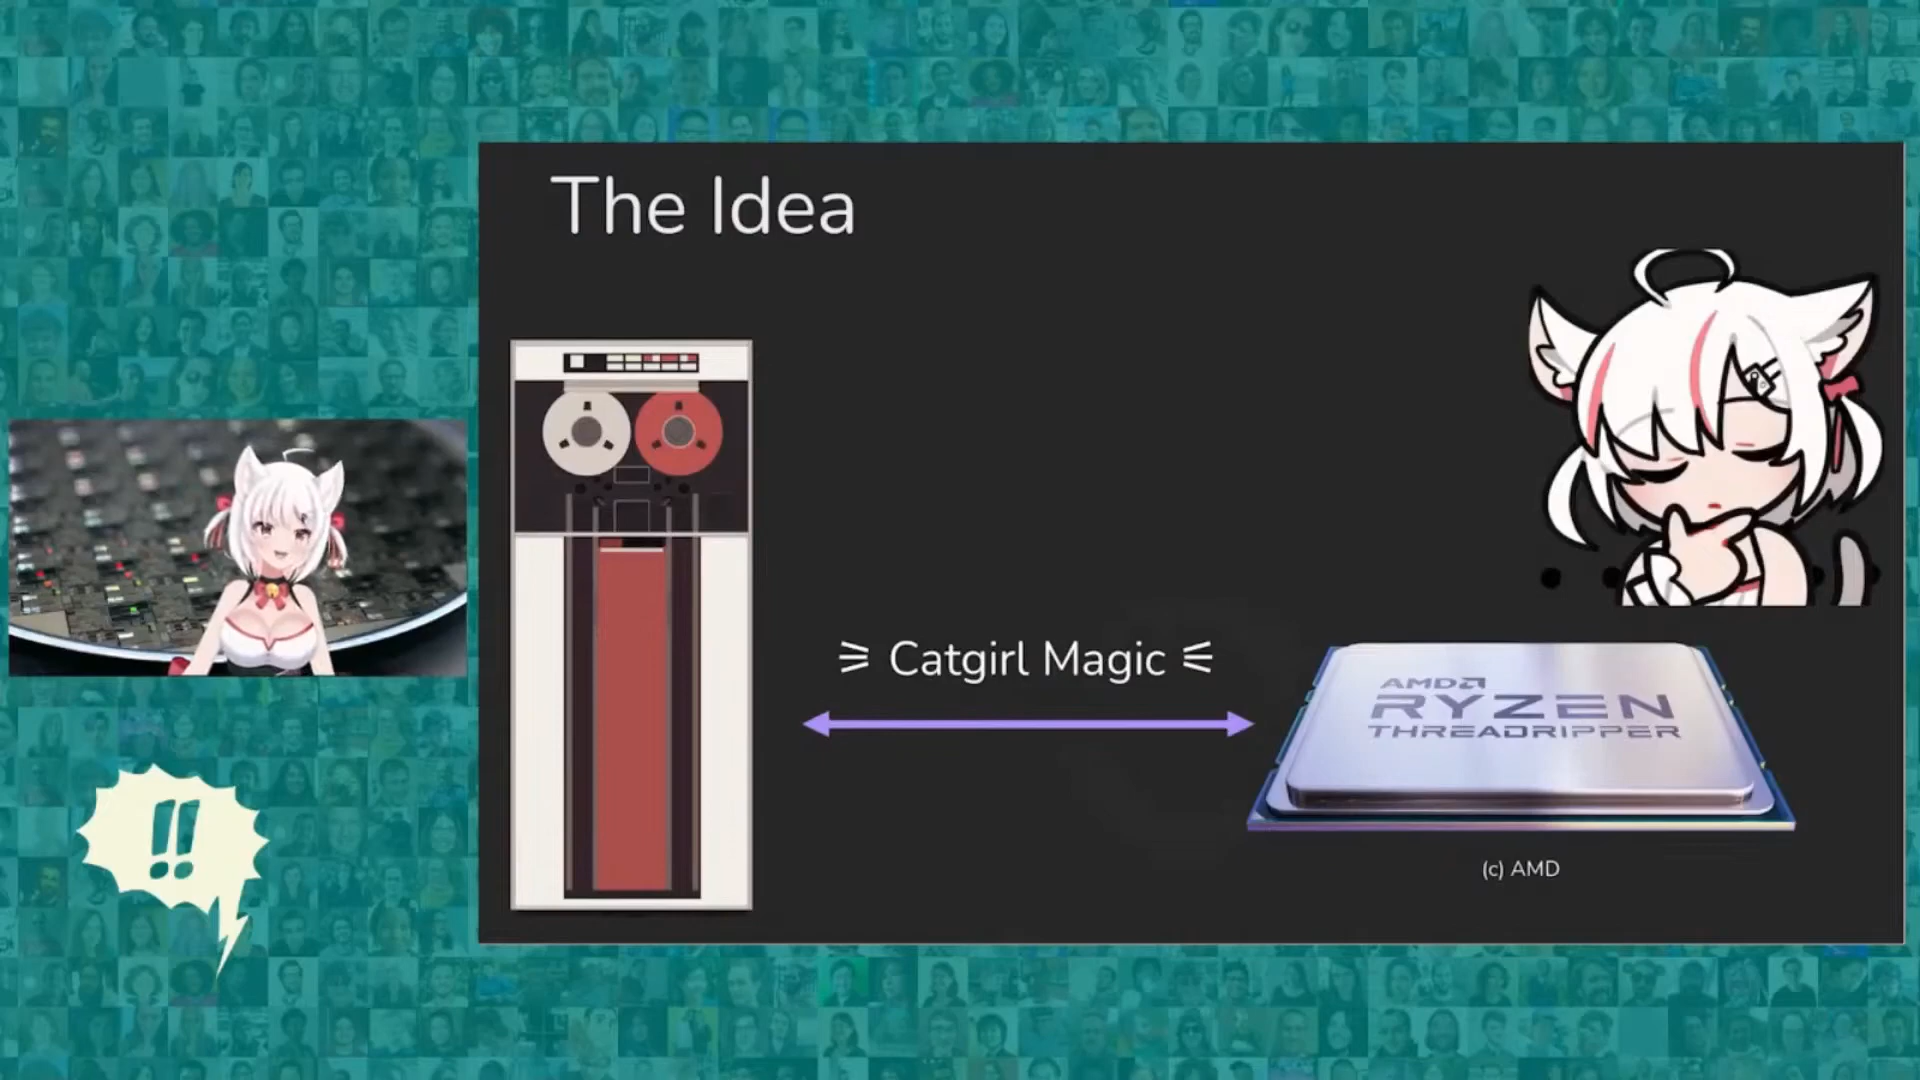 The Idea
⚞ Catgirl Magic ⚟
AMD
RYZEN
THREADRIPPER
(c) AMD
!!